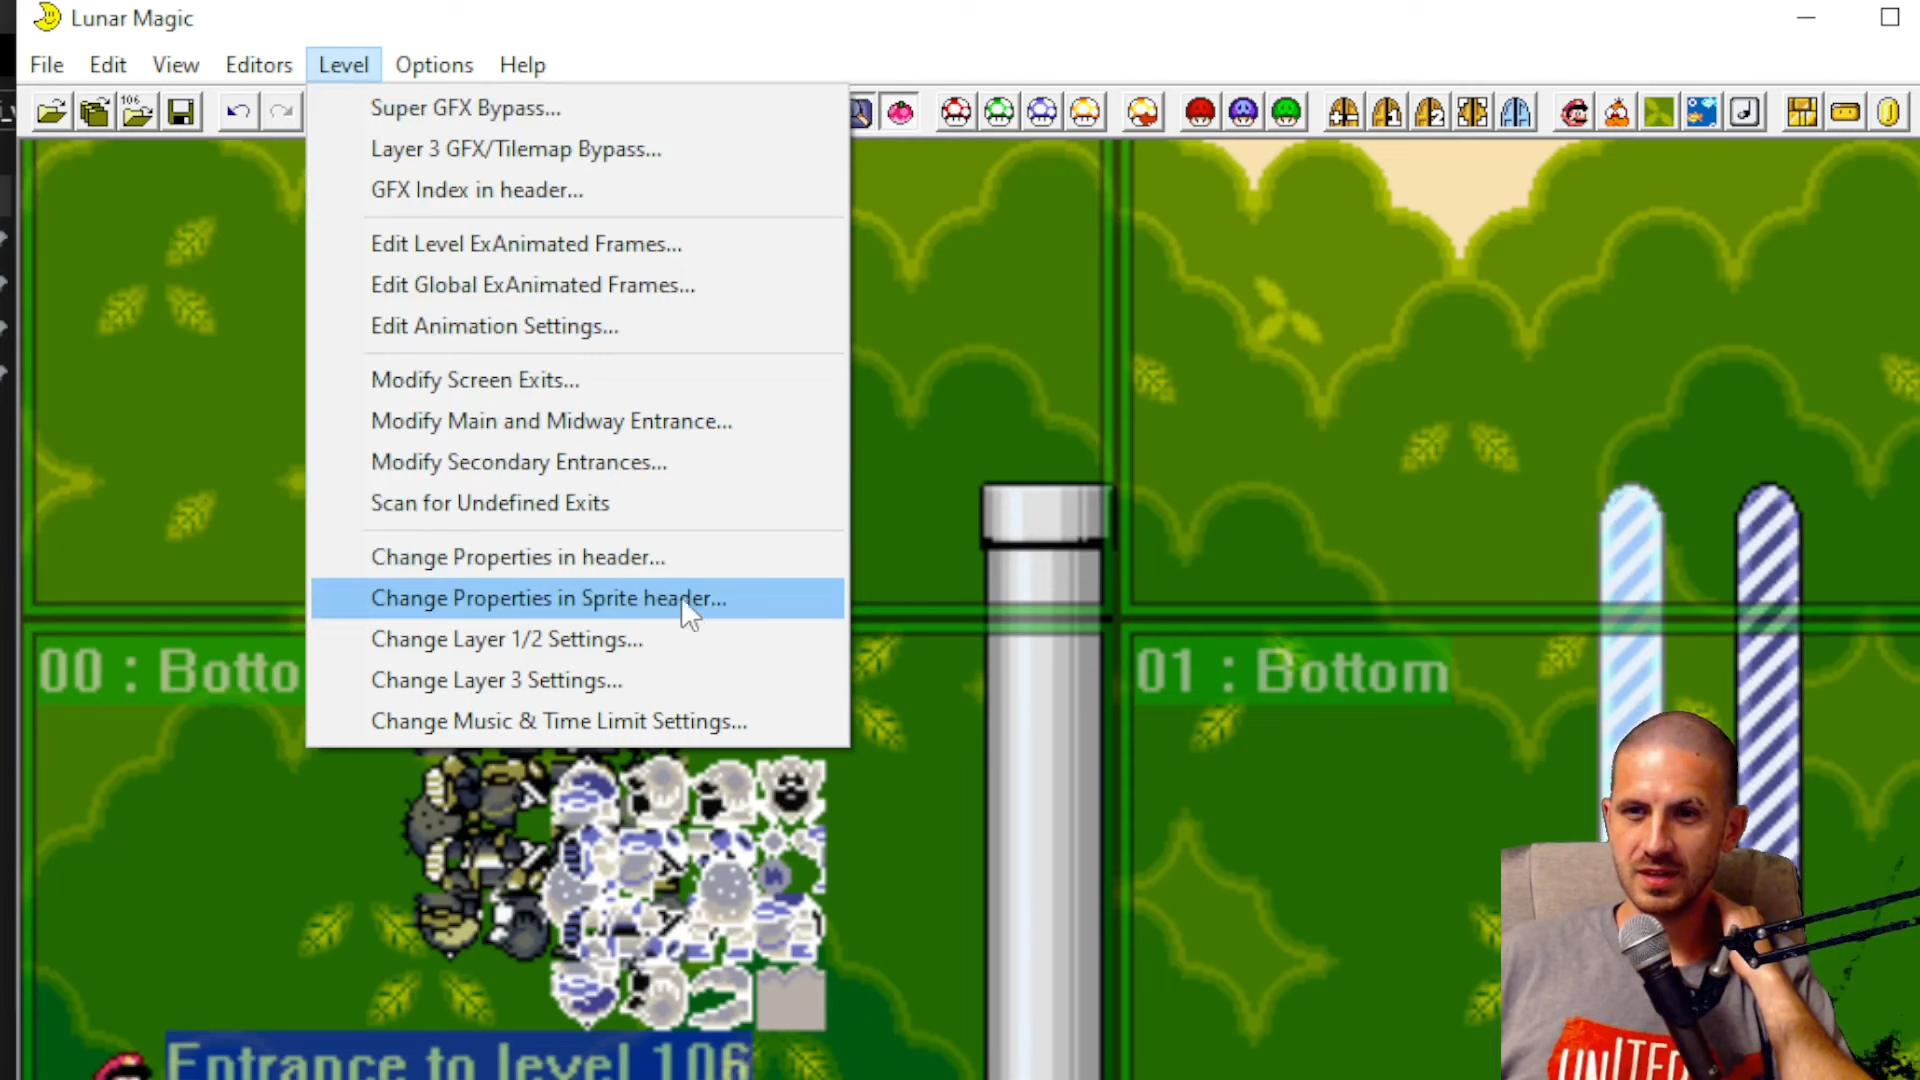 Lunar Magic
File Edit View Editors Level Options Help
106
Super GFX Bypass...
Layer 3 GFX/Tilemap Bypass...
GFX Index in header...
Edit Level ExAnimated Frames...
Edit Global ExAnimated Frames...
Edit Animation Settings...
Modify Screen Exits...
Modify Main and Midway Entrance...
Modify Secondary Entrances...
Scan for Undefined Exits
Change Properties in header...
Change Properties in Sprite header...
Change Layer 1/2 Settings...
Change Layer 3 Settings...
Change Music & Time Limit Settings...
00 : Botto
01 : Bottom
Entrance to level 106
UNITED